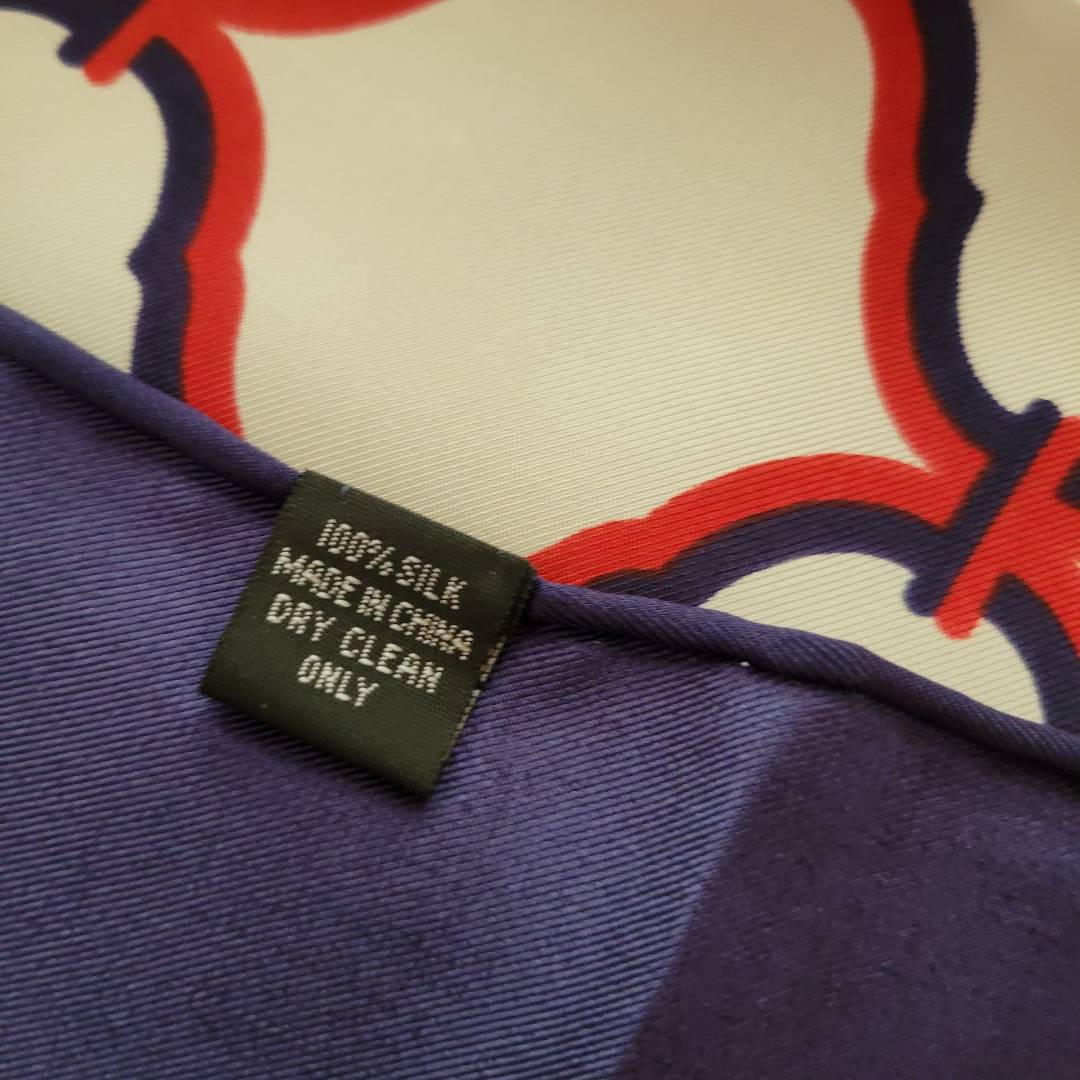 100% SILK
MADE IN CHINA
DRY CLEAN
ONLY